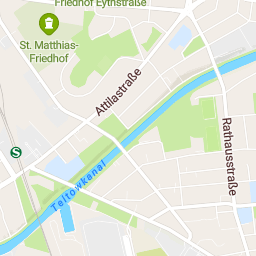 Friedhof Eythstraße
St. Matthias-
Friedhof
Attilastraße
Rathausstraße
S
Teltowkanal